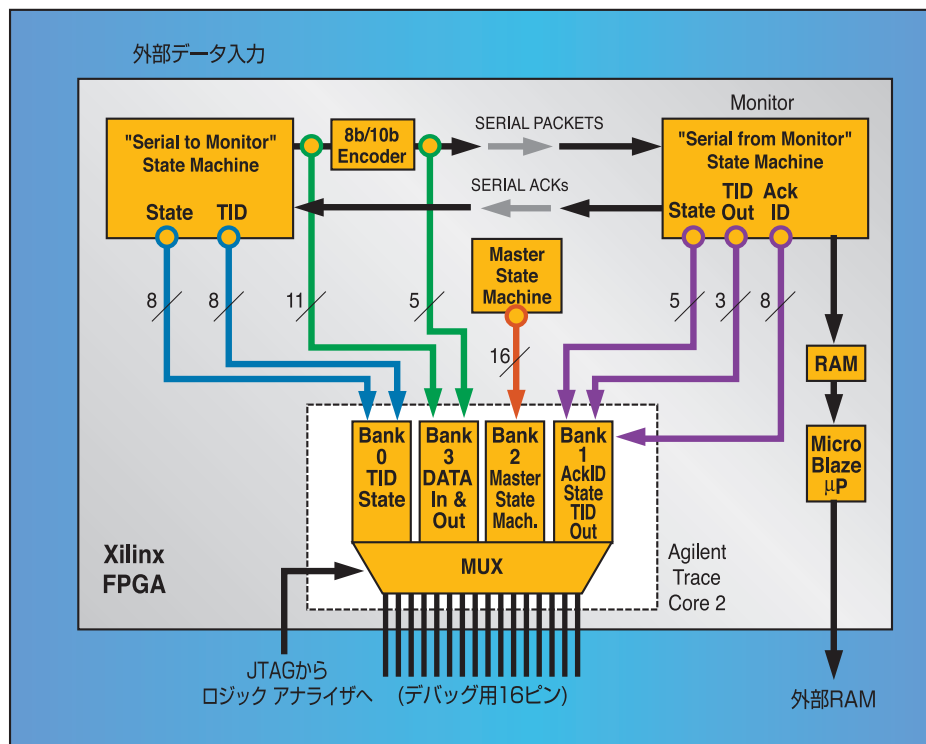 外部データ入力
Monitor
"Serial to Monitor"
State Machine
State TID
8b/10b
Encoder
SERIAL PACKETS
SERIAL ACKs
"Serial from Monitor"
State Machine
State
TID
Out
Ack
ID
Master
State
Machine
8
8
11
5
16
5
3
8
RAM
Micro
Blaze
μP
Bank
0
TID
State
Bank
3
DATA
In &
Out
Bank
2
Master
State
Mach.
Bank
1
AckID
State
TID
Out
MUX
Xilinx
FPGA
Agilent
Trace
Core 2
JTAGから
ロジック アナライザへ
(デバッグ用16ピン)
外部RAM